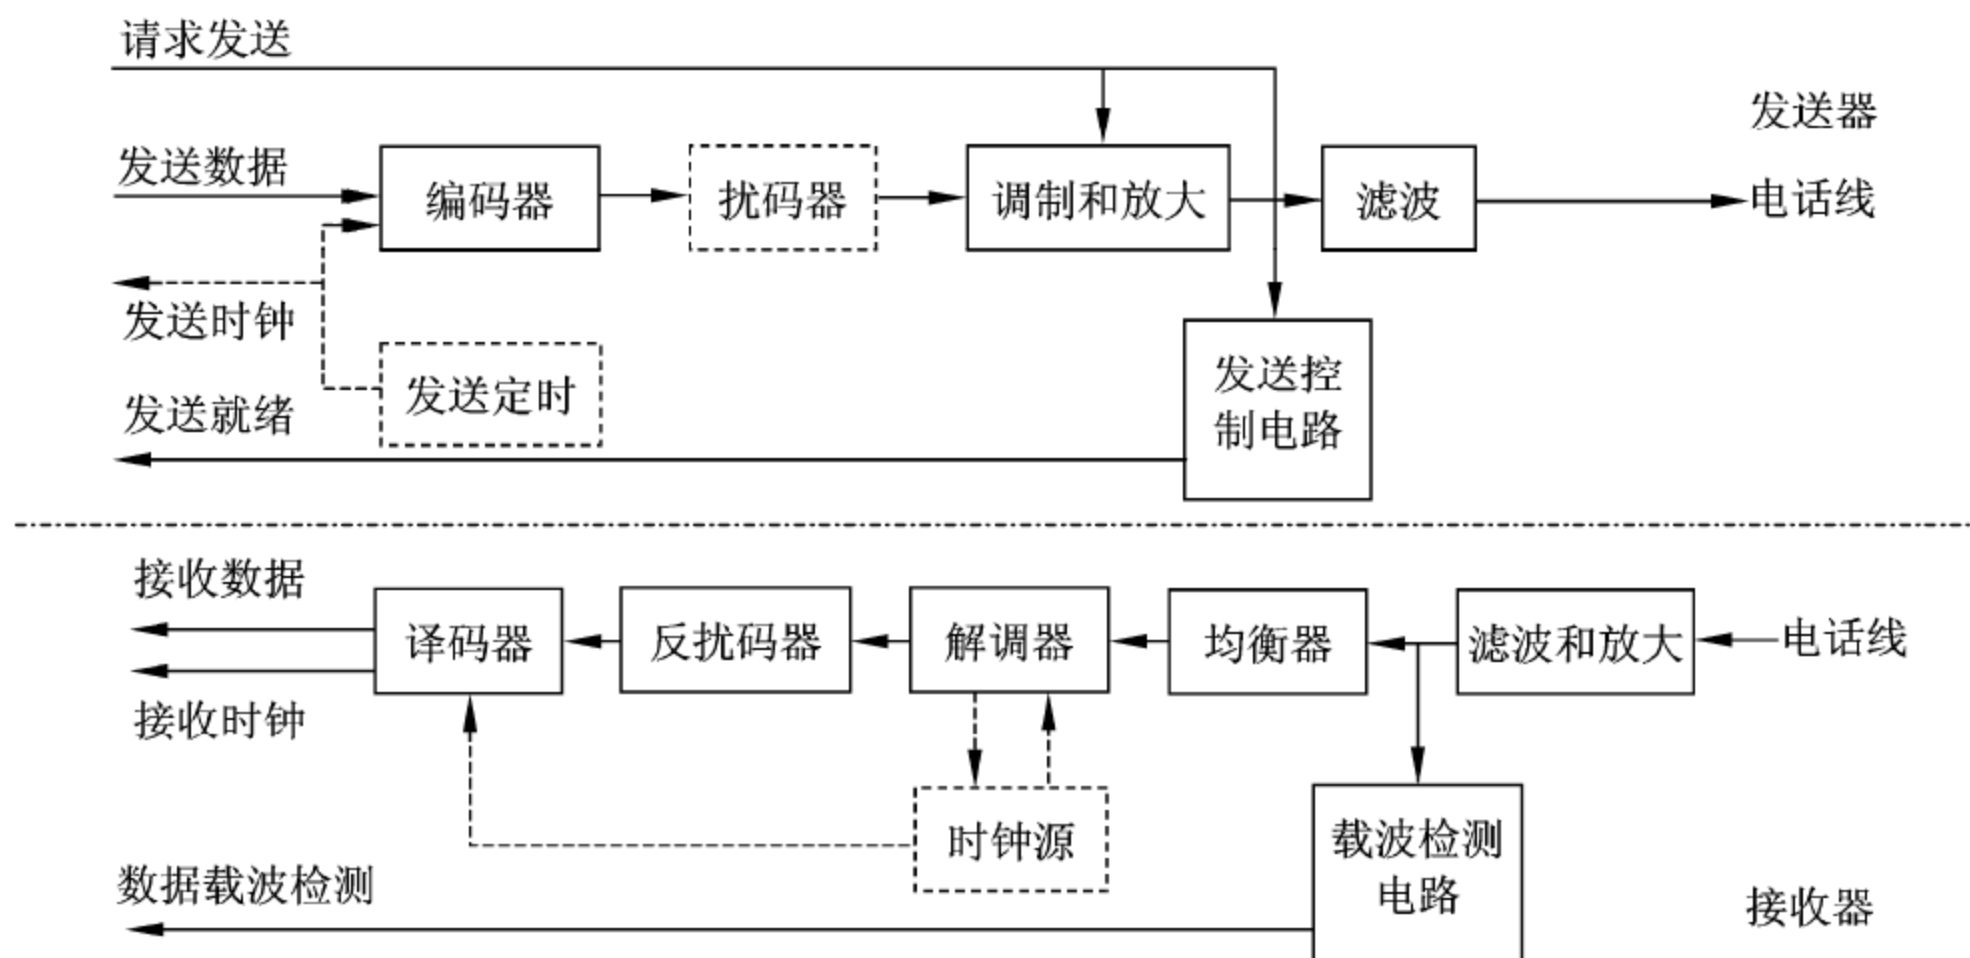 请求发送
发送器
发送数据
编码器
扰码器
调制和放大
滤波
电话线
发送时钟
发送定时
发送控
制电路
发送就绪
接收数据
译码器
反扰码器
解调器
均衡器
滤波和放大
电话线
接收时钟
时钟源
载波检测
电路
数据载波检测
接收器